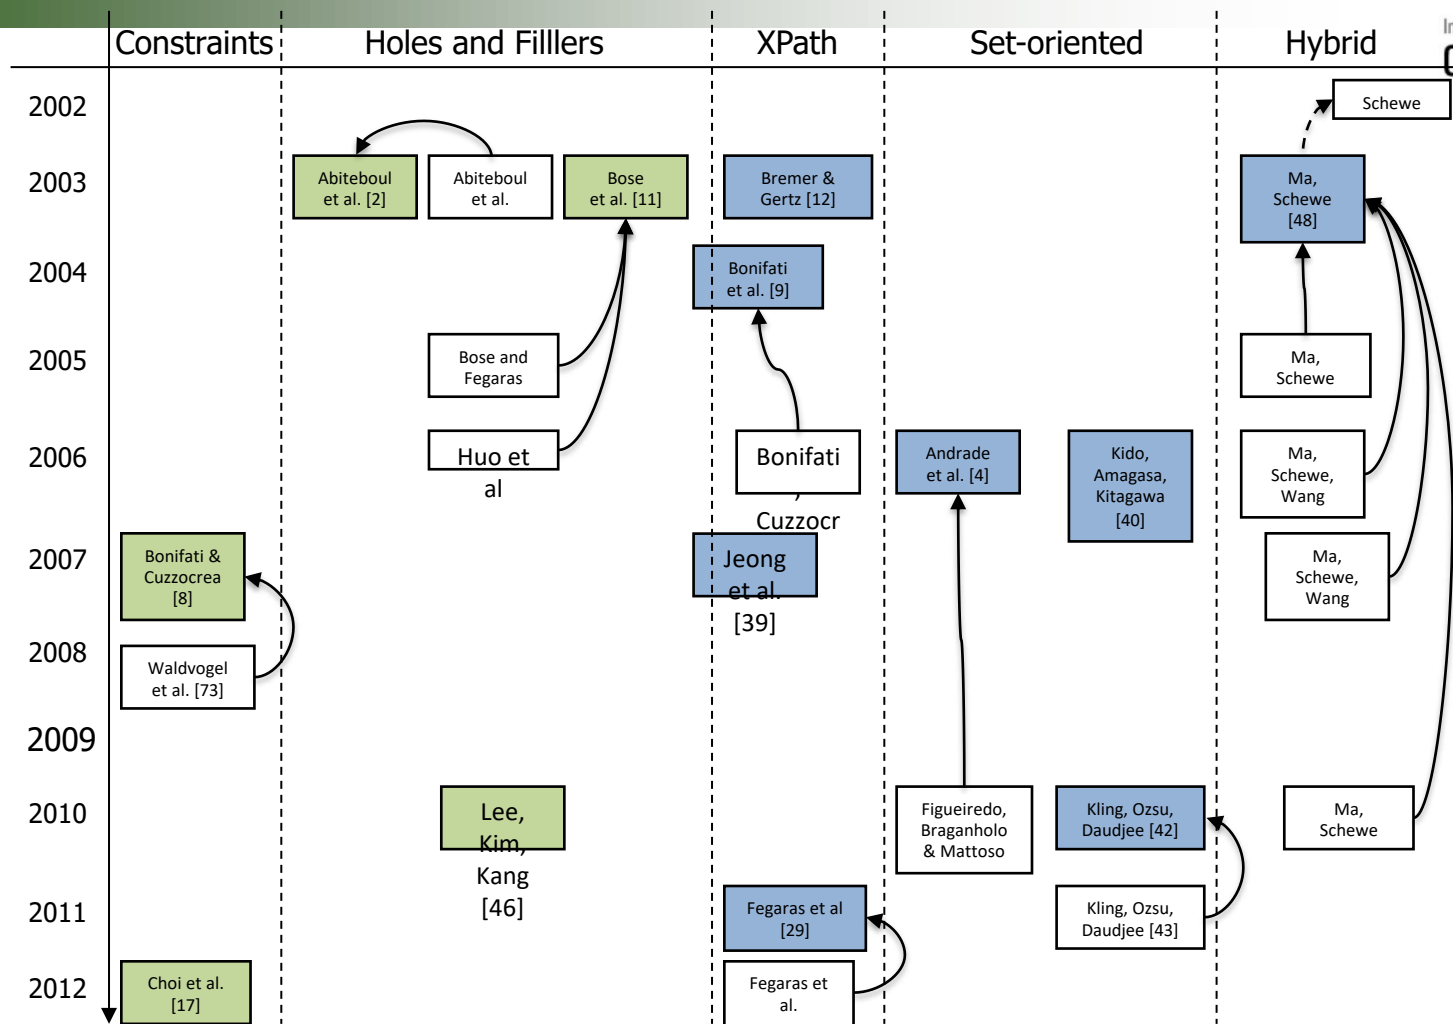 Constraints
Holes and Filllers
XPath
Set-oriented
Hybrid
2002
Schewe
2003
Abiteboul
et al. [2]
Abiteboul
et al.
Bose
et al. [11]
Bremer &
Gertz [12]
Ma,
Schewe
[48]
2004
Bonifati
et al. [9]
2005
Bose and
Fegaras
Ma,
Schewe
2006
Huo et
al
Bonifati
,
Cuzzocr
Andrade
et al. [4]
Kido,
Amagasa,
Kitagawa
[40]
Ma,
Schewe,
Wang
2007
Bonifati &
Cuzzocrea
[8]
Jeong
et al.
[39]
Ma,
Schewe,
Wang
2008
Waldvogel
et al. [73]
2009
2010
Lee,
Kim,
Kang
[46]
Figueiredo,
Braganholo
& Mattoso
Kling, Ozsu,
Daudjee [42]
Ma,
Schewe
2011
Fegaras et al
[29]
Kling, Ozsu,
Daudjee [43]
2012
Choi et al.
[17]
Fegaras et
al.